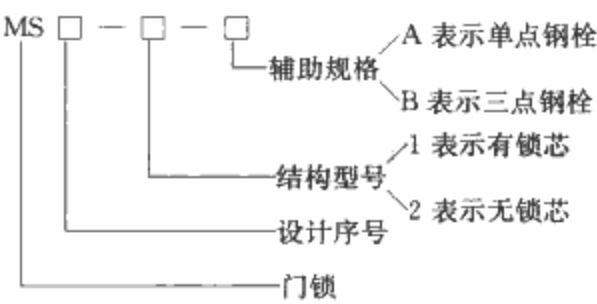 MS□—□—□
A 表示单点钢栓
辅助规格
B 表示三点钢栓
1 表示有锁芯
结构型号
2 表示无锁芯
设计序号
门锁